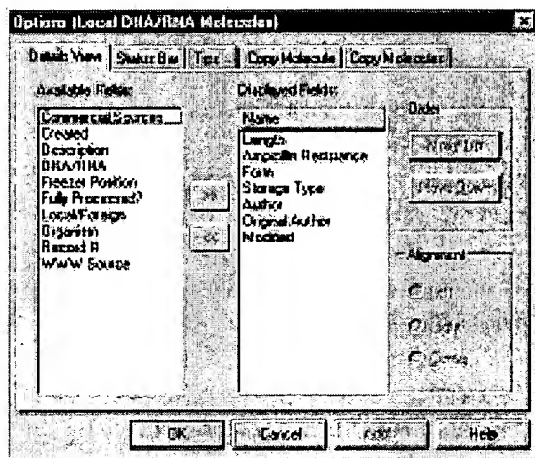 Options (Local DNA/RNA Molecules)
Details View
Status Bar
Tips
Copy Molecule
Copy Molecules
Available Fields:
Commercial Sources
Created
Description
DNA/RNA
Freezer Position
Fully Processed?
Local/Foreign
Organism
Record #
WWW Source
>>
<<
Displayed Fields:
Name
Length
Ampicillin Resistance
Form
Storage Type
Author
Original Author
Modified
Order
Move Up
Move Down
Alignment
Left
Center
OK
Cancel
Help